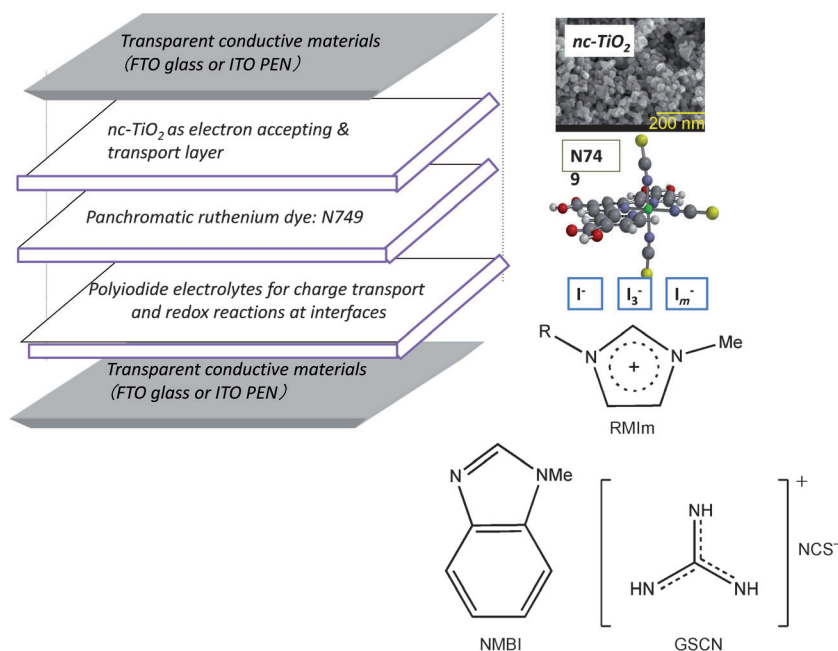 Transparent conductive materials
(FTO glass or ITO PEN)
nc-TiO2 as electron accepting &
transport layer
Panchromatic ruthenium dye: N749
Polyiodide electrolytes for charge transport
and redox reactions at interfaces
Transparent conductive materials
(FTO glass or ITO PEN)
nc-TiO2
200 nm
N74
9
I-
I3-
Im-
R
N
N
Me
+
RMIm
N
NMe
NMBI
NH
HN
NH
+
NCS-
GSCN